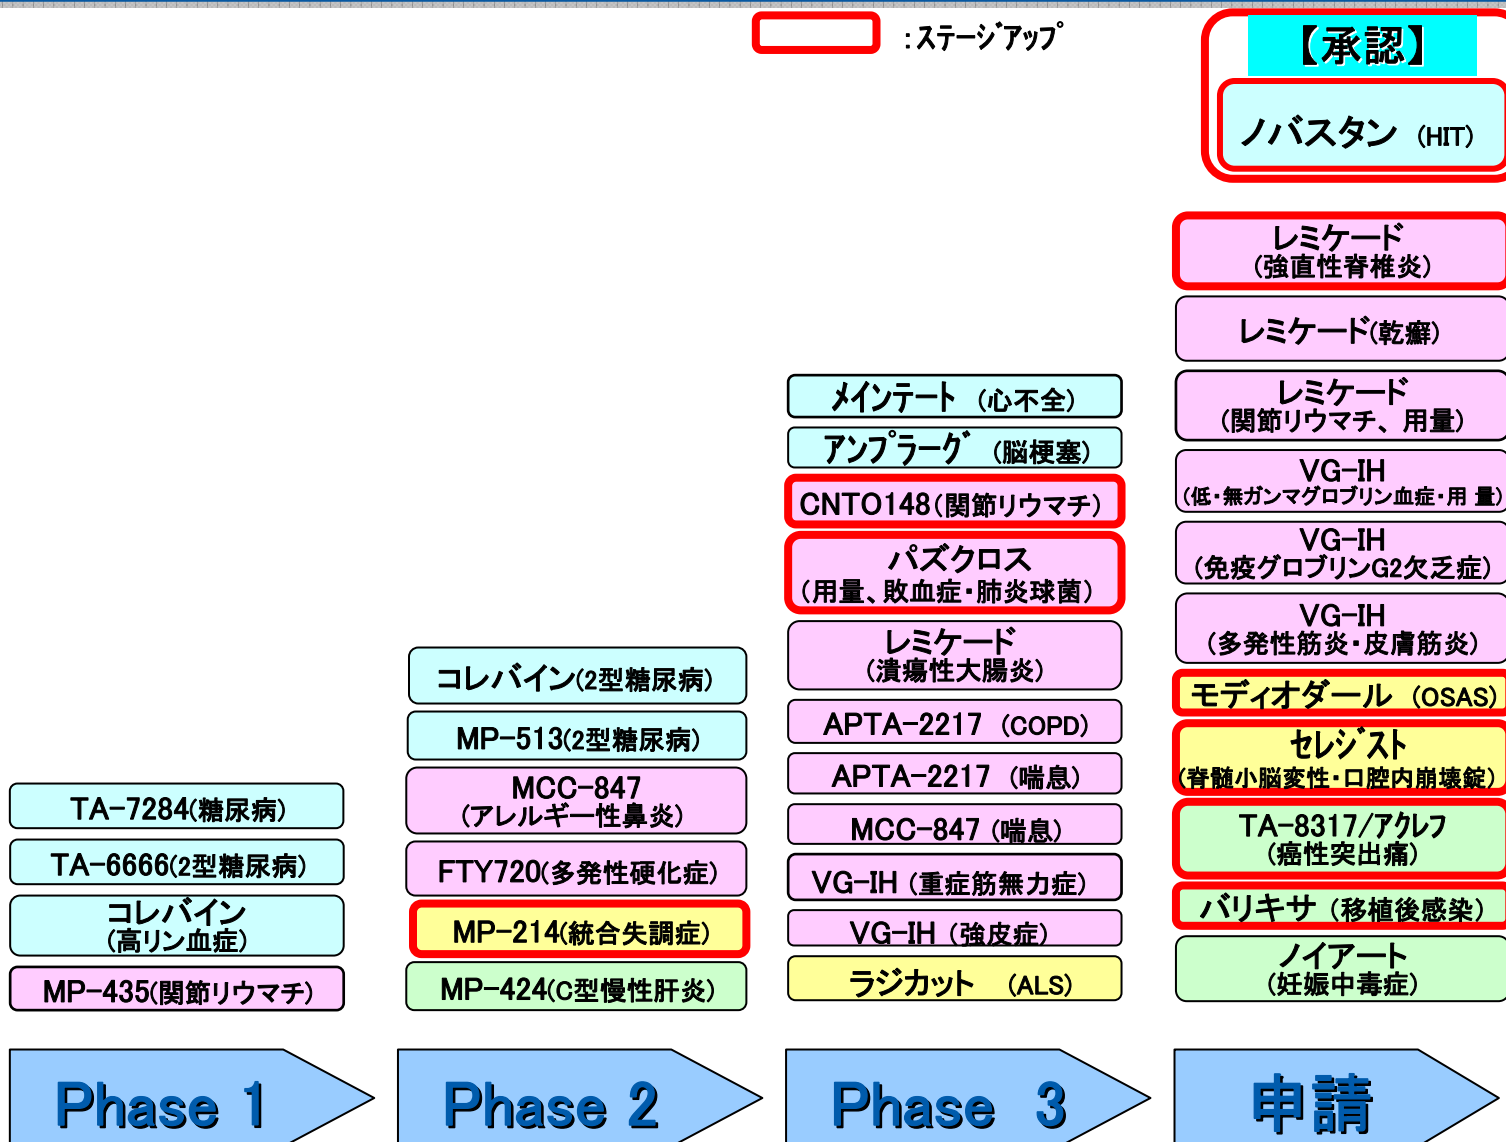 :ステージアップ
【承認】
ノバスタン (HIT)
レミケード
(強直性脊椎炎)
レミケード(乾癬)
レミケード
(関節リウマチ、用量)
VG-IH
(低・無ガンマグロブリン血症・用 量)
VG-IH
(免疫グロブリンG2欠乏症)
VG-IH
(多発性筋炎・皮膚筋炎)
モディオダール (OSAS)
セレジスト
(脊髄小脳変性・口腔内崩壊錠)
TA-8317/アクレフ
(癌性突出痛)
バリキサ (移植後感染)
ノイアート
(妊娠中毒症)
メインテート (心不全)
アンプラーグ (脳梗塞)
CNTO148(関節リウマチ)
パズクロス
(用量、敗血症・肺炎球菌)
レミケード
(潰瘍性大腸炎)
APTA-2217 (COPD)
APTA-2217 (喘息)
MCC-847 (喘息)
VG-IH (重症筋無力症)
VG-IH (強皮症)
ラジカット (ALS)
コレバイン(2型糖尿病)
MP-513(2型糖尿病)
MCC-847
(アレルギー性鼻炎)
FTY720(多発性硬化症)
MP-214(統合失調症)
MP-424(C型慢性肝炎)
TA-7284(糖尿病)
TA-6666(2型糖尿病)
コレバイン
(高リン血症)
MP-435(関節リウマチ)
Phase 1
Phase 2
Phase 3
申請